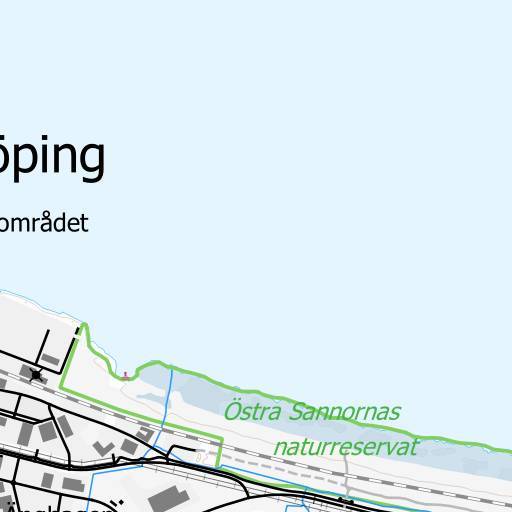 öping
området
Östra Sannornas
naturreservat